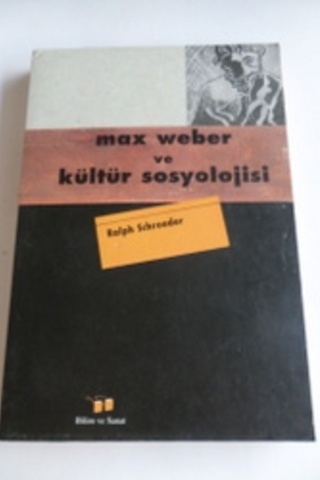 max weber
ve
kültür sosyolojisi
Ralph Schroeder
Bilim ve Sanat